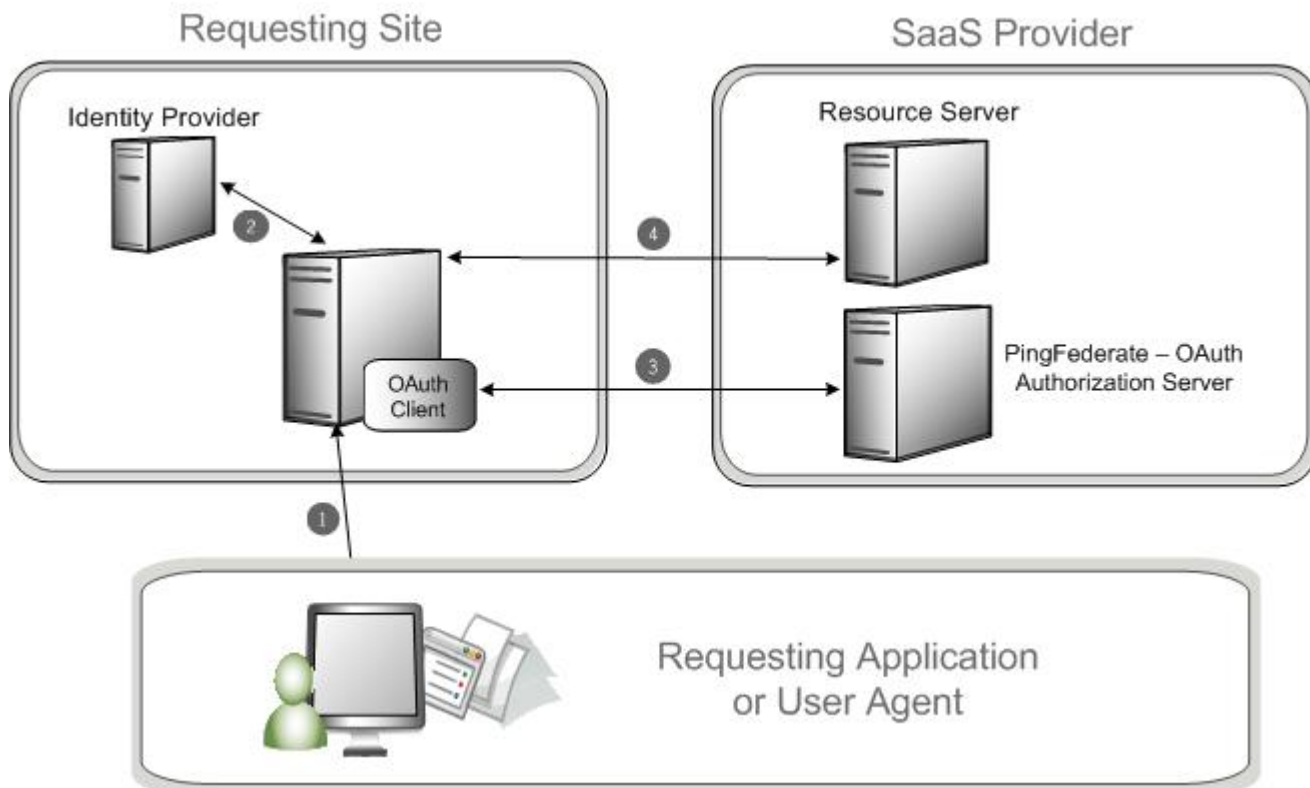 Requesting Site
SaaS Provider
Identity Provider
2
OAuth
Client
4
3
Resource Server
PingFederate – OAuth
Authorization Server
1
Requesting Application
or User Agent